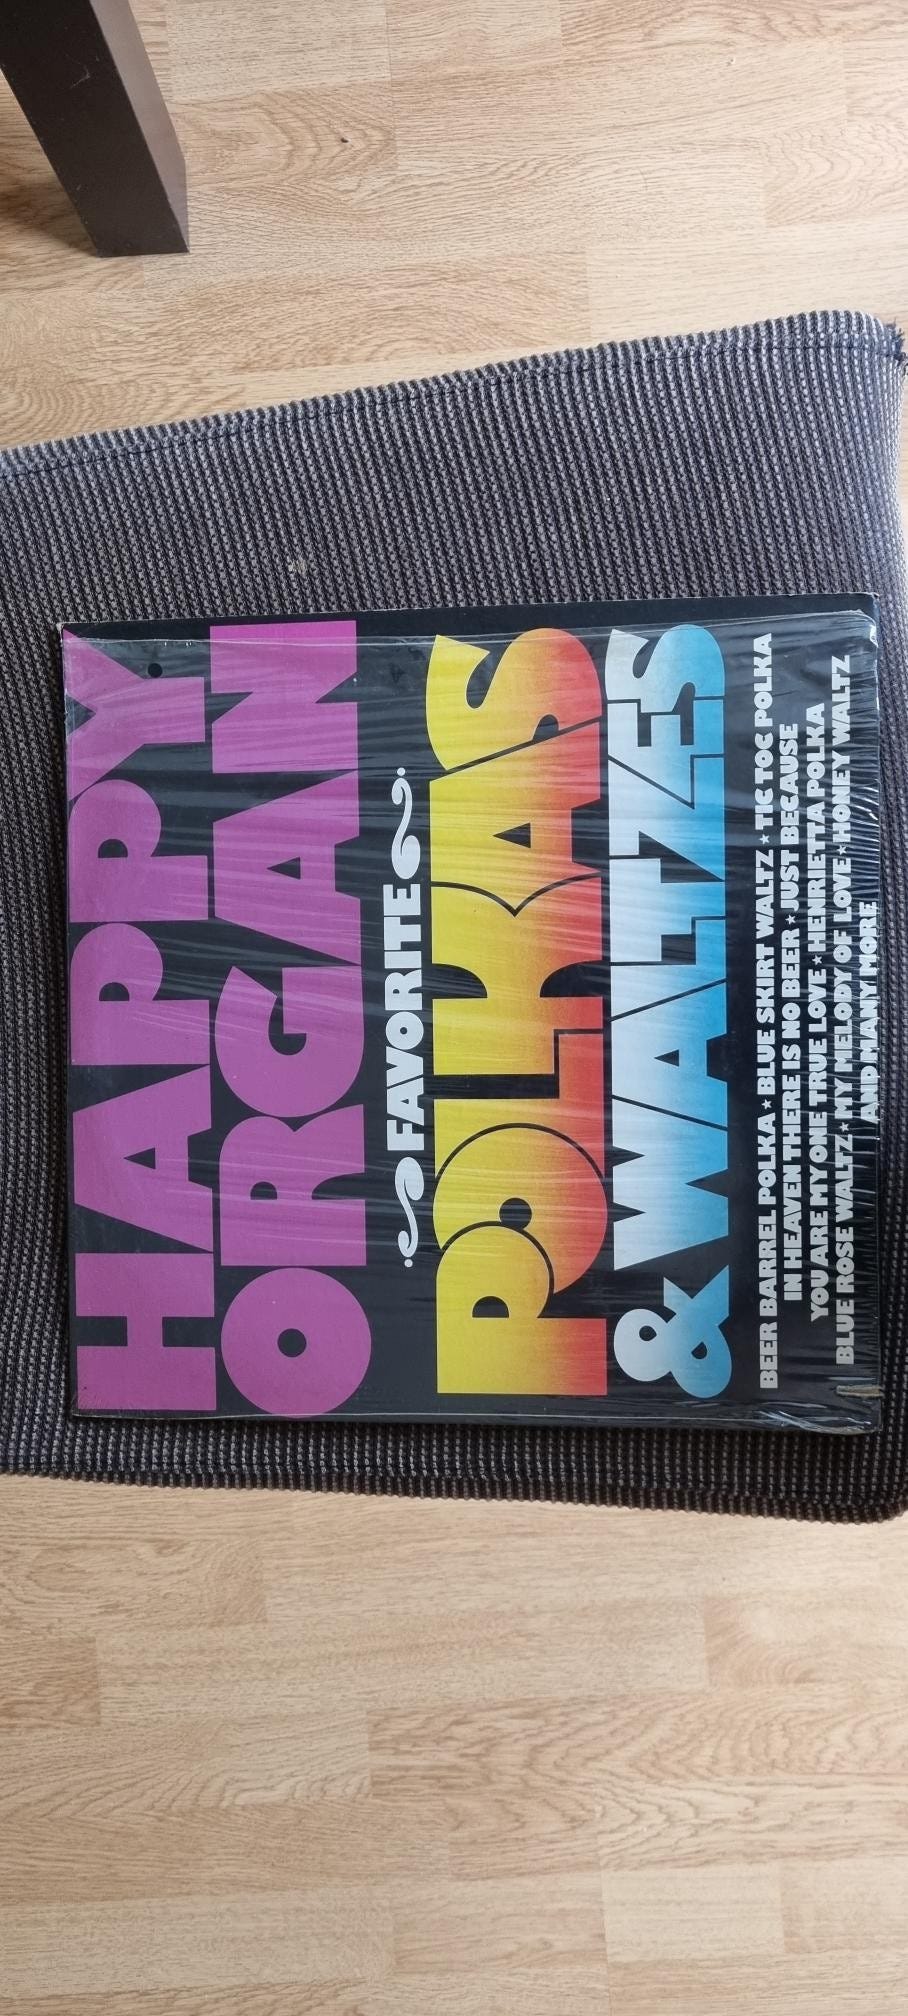 HAPPY
ORGAN
FAVORITE
POLKAS
& WALTZES
BEER BARREL POLKA ★ BLUE SKIRT WALTZ ★ TIC TOC POLKA
IN HEAVEN THERE IS NO BEER ★ JUST BECAUSE
YOU ARE MY ONE TRUE LOVE ★ HENRIETTA POLKA
BLUE ROSE WALTZ ★ MY MELODY OF LOVE ★ HONEY WALTZ
AND MANY MORE